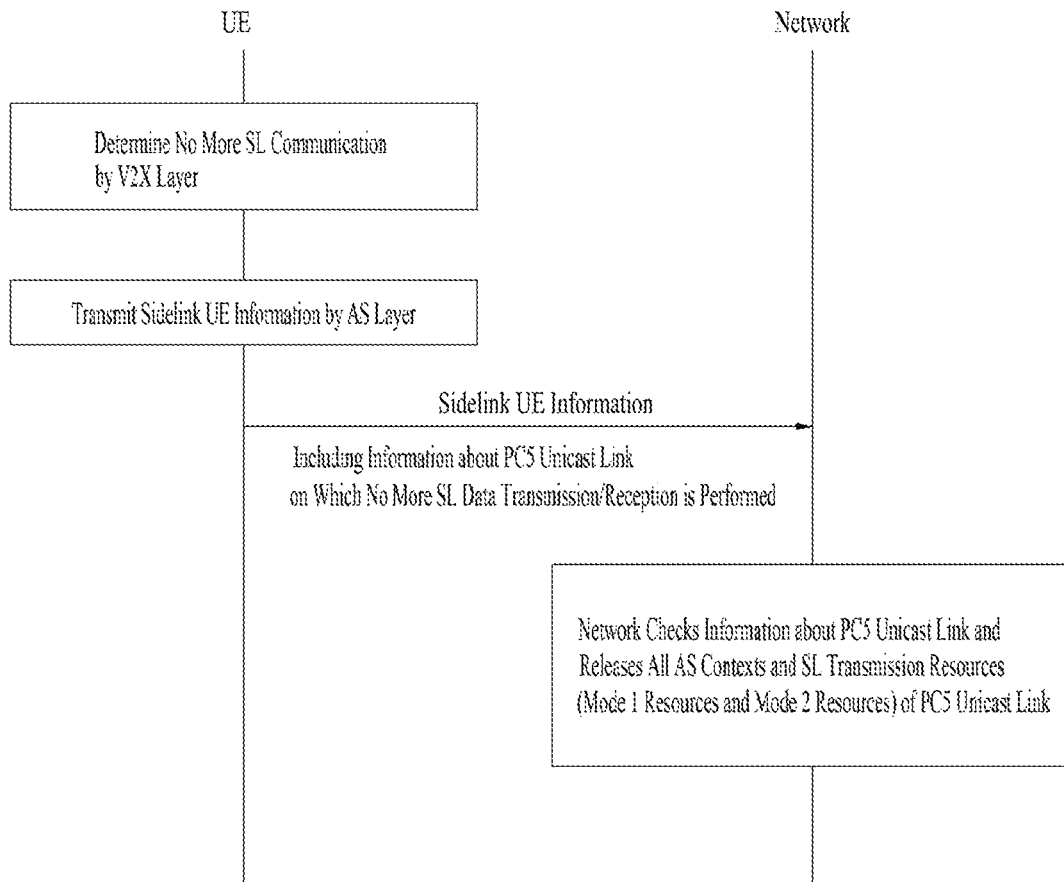 UE
Network
Determine No More SL Communication
by V2X Layer
Transmit Sidelink UE Information by AS Layer
Sidelink UE Information
Including Information about PC5 Unicast Link
on Which No More SL Data Transmission/Reception is Performed
Network Checks Information about PC5 Unicast Link and
Releases All AS Contexts and SL Transmission Resources
(Mode 1 Resources and Mode 2 Resources) of PC5 Unicast Link